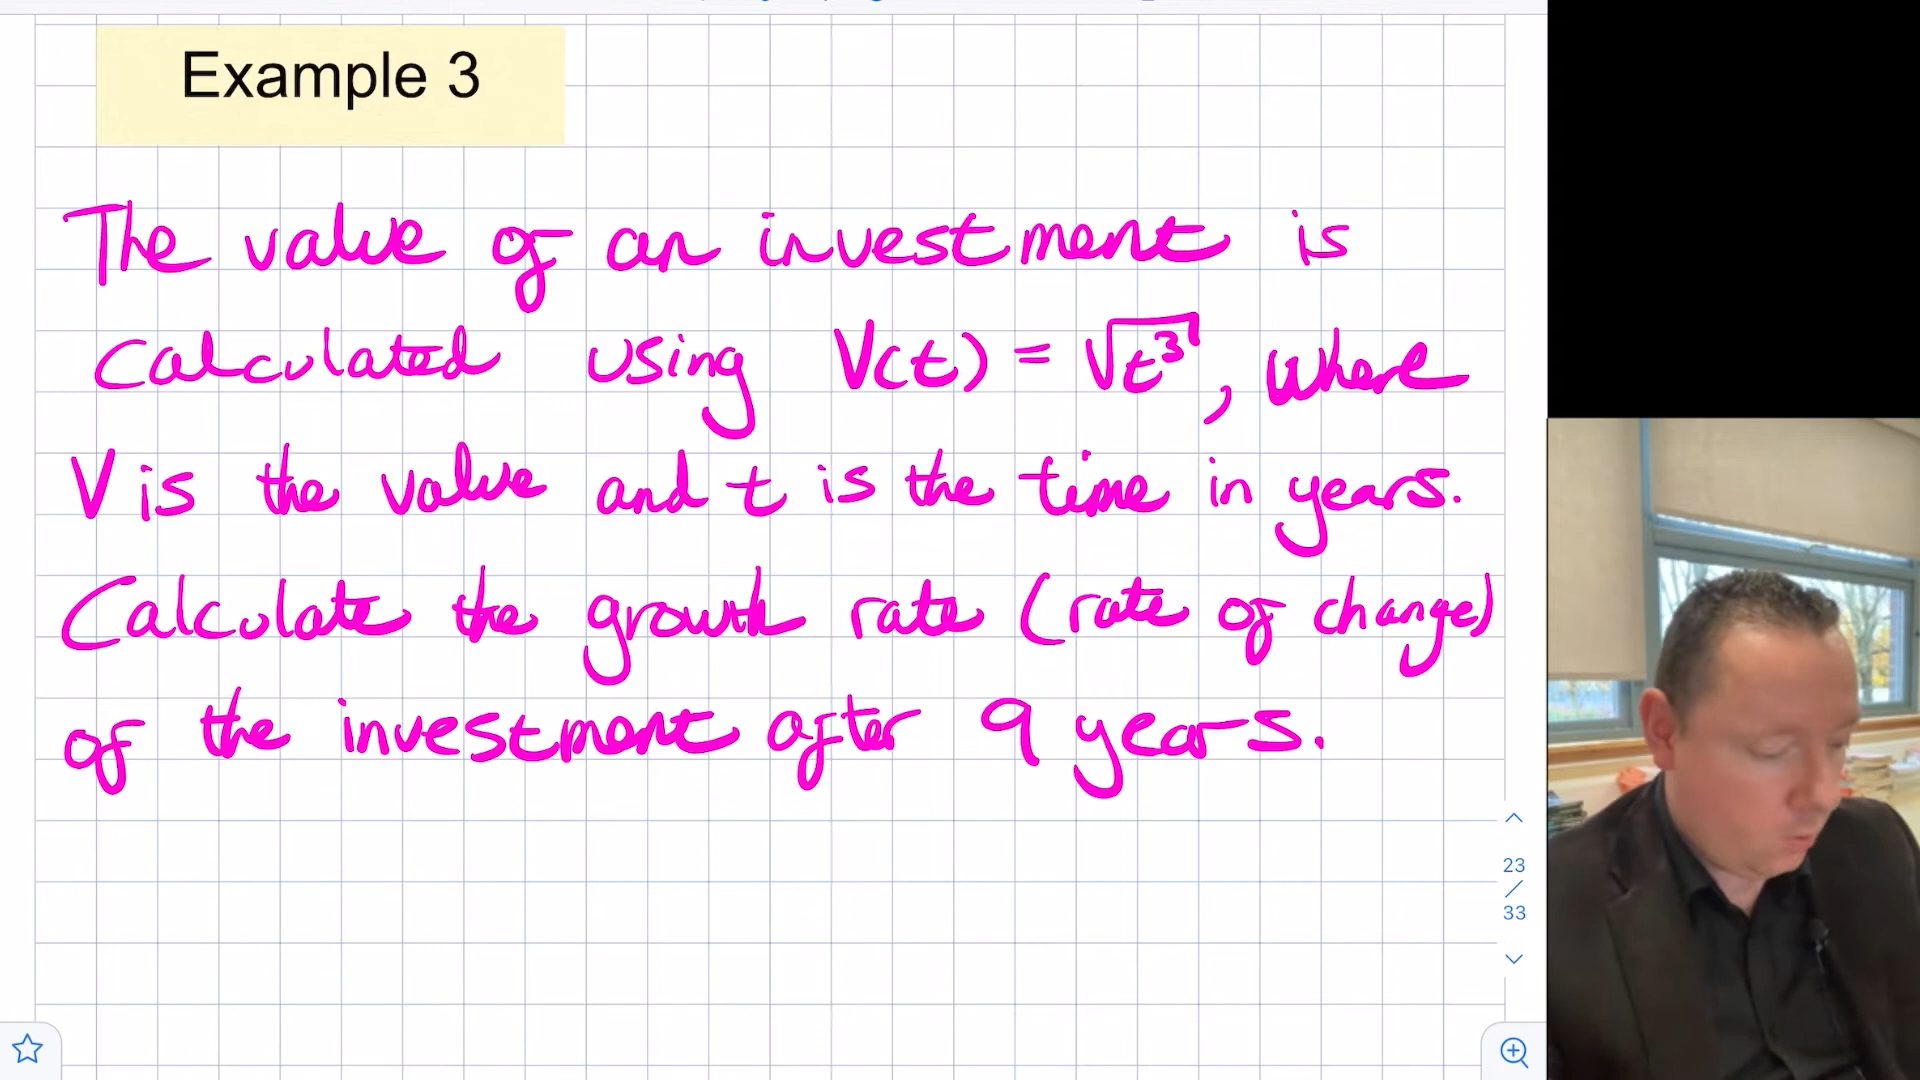 Example 3
The value of an investment is
calculated using V(t) = √t³, where
V is the value and t is the time in years.
Calculate the growth rate (rate of change)
of the investment after 9 years.
23
/
33